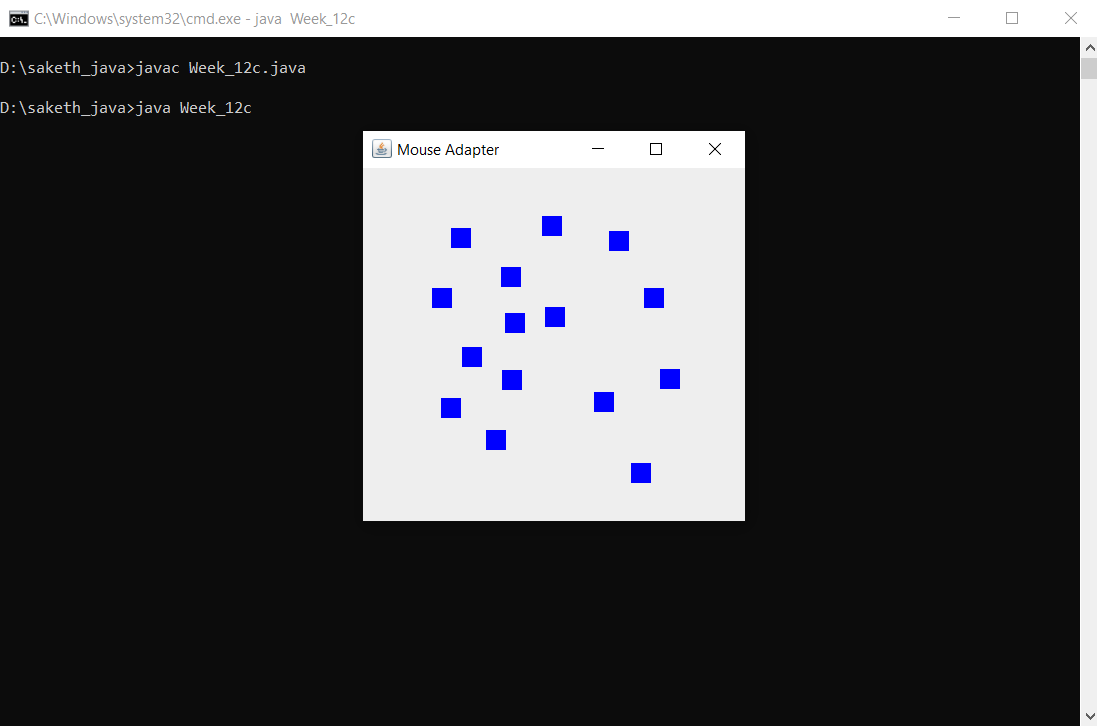 C:\Windows\system32\cmd.exe - java  Week_12c
D:\saketh_java>javac Week_12c.java
D:\saketh_java>java Week_12c
Mouse Adapter